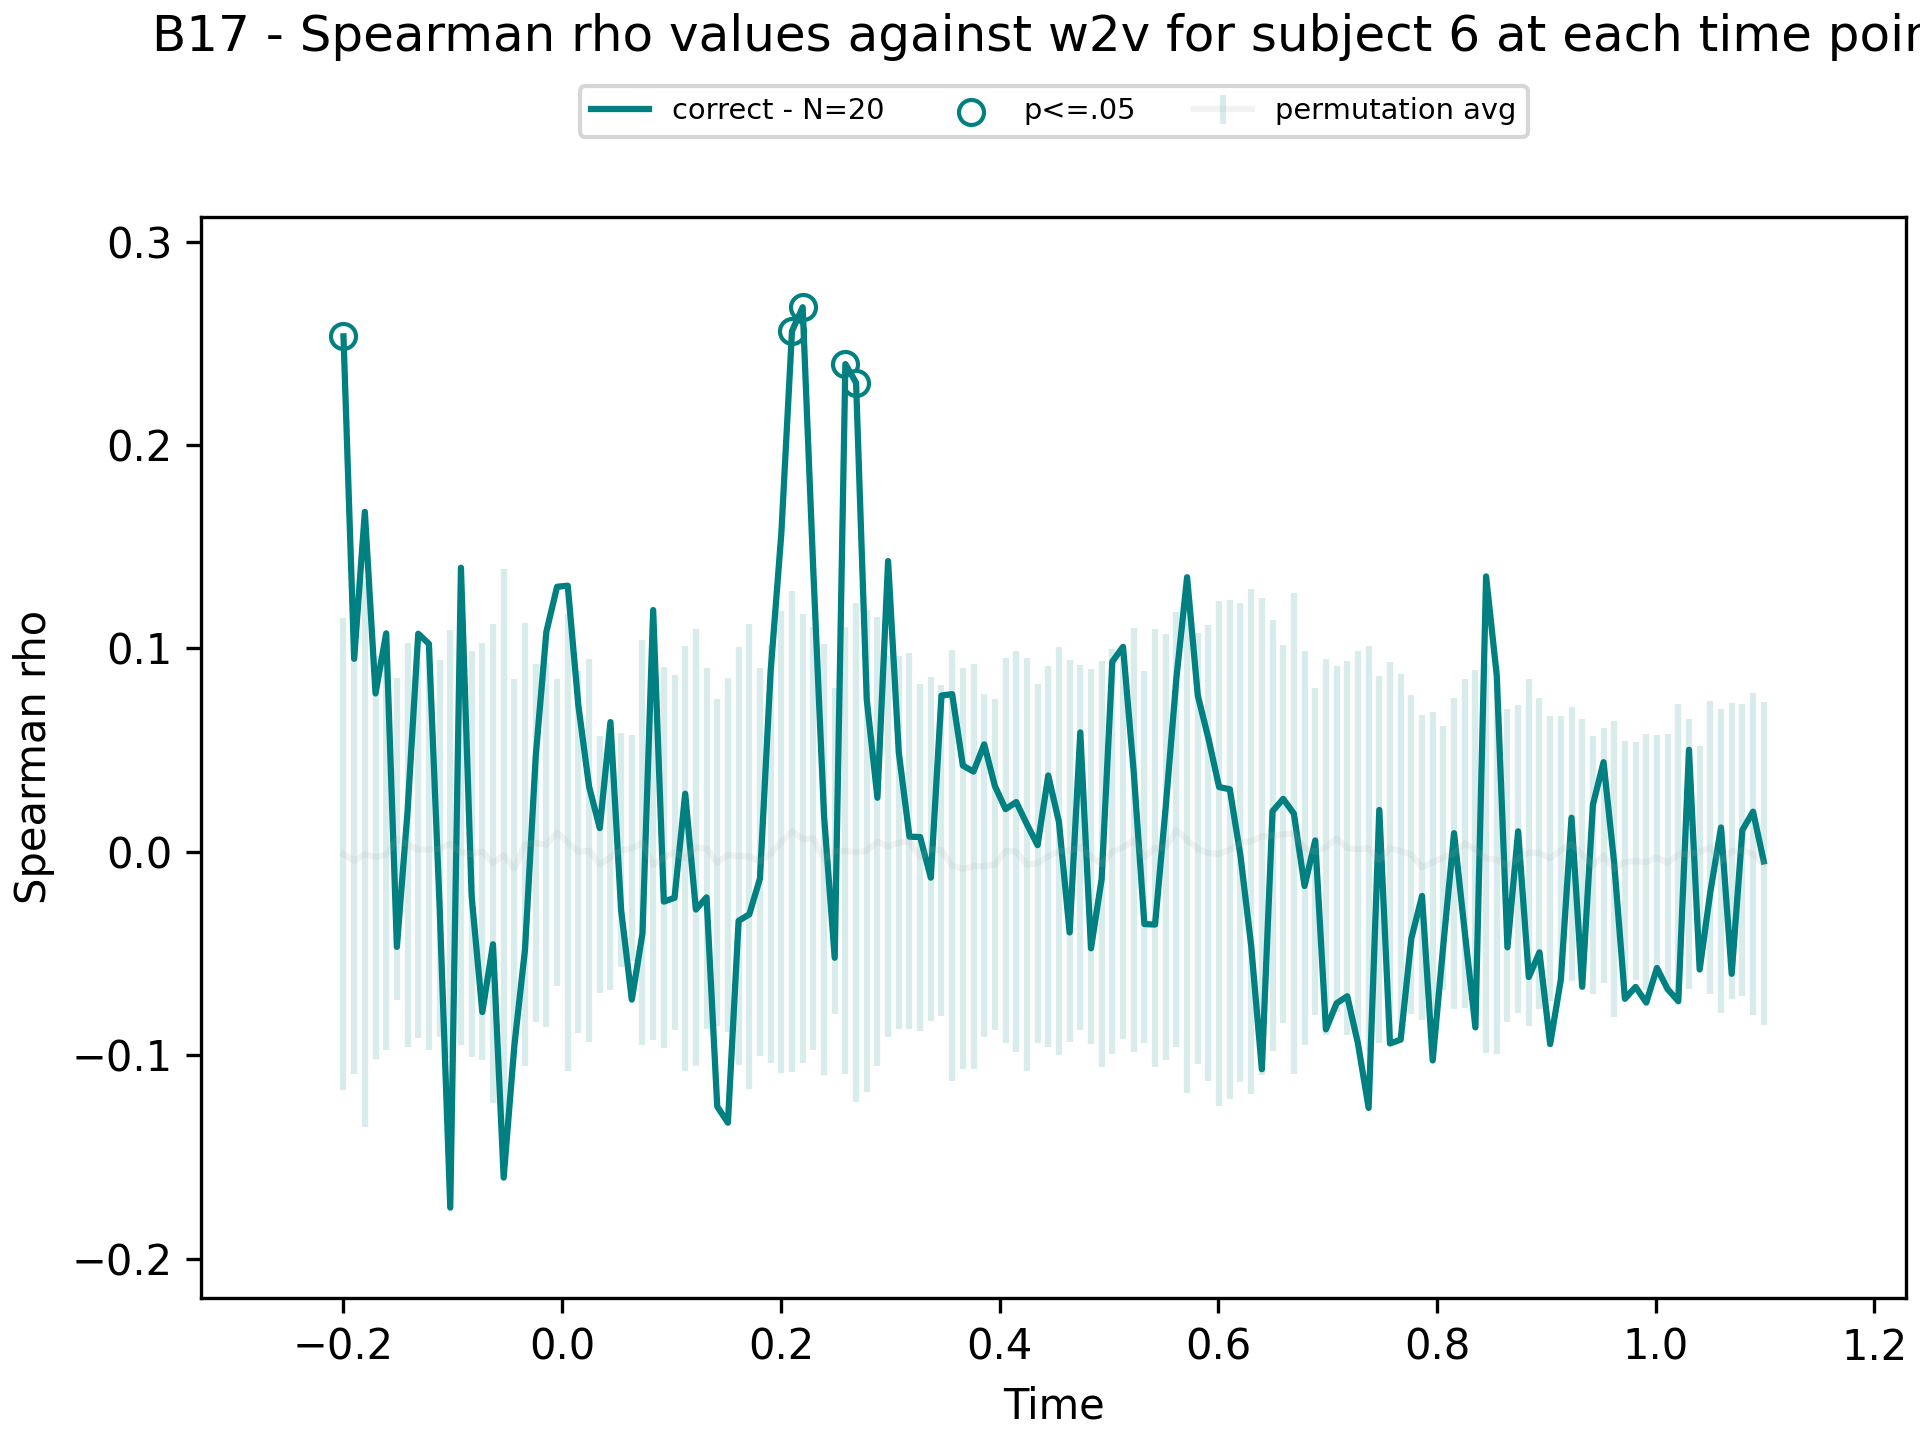 B17 - Spearman rho values against w2v for subject 6 at each time poin
correct - N=20 p<=.05 permutation avg
0.3
0.2
0.1
0.0
−0.1
−0.2
Spearman rho
−0.2 0.0 0.2 0.4 0.6 0.8 1.0 1.2
Time